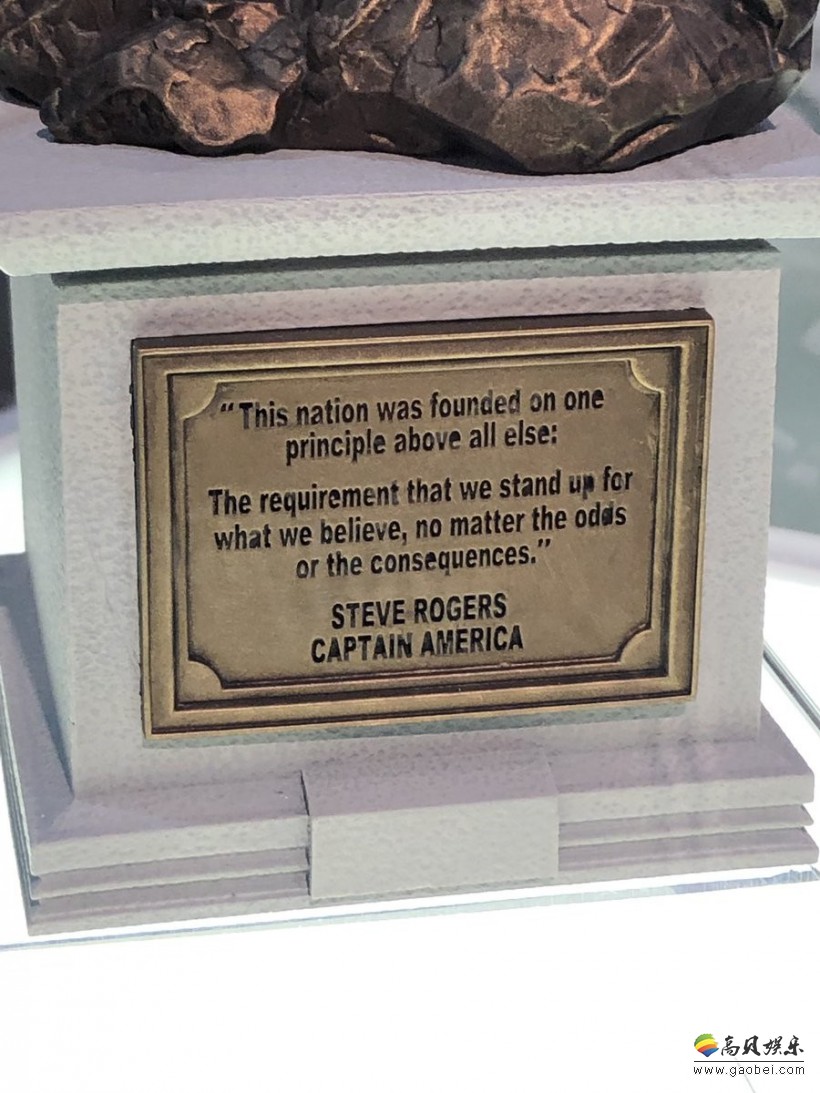 “This nation was founded on one
principle above all else:
The requirement that we stand up for
what we believe, no matter the odds
or the consequences.”
STEVE ROGERS
CAPTAIN AMERICA
高贝娱乐
www.gaobei.com